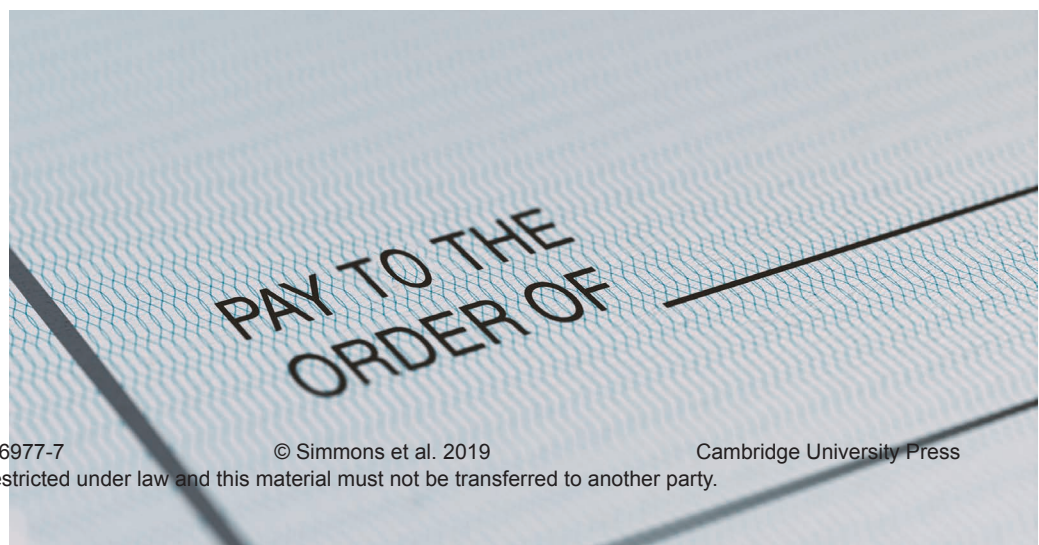 PAY TO THE
ORDER OF
6977-7 © Simmons et al. 2019 Cambridge University Press
stricted under law and this material must not be transferred to another party.